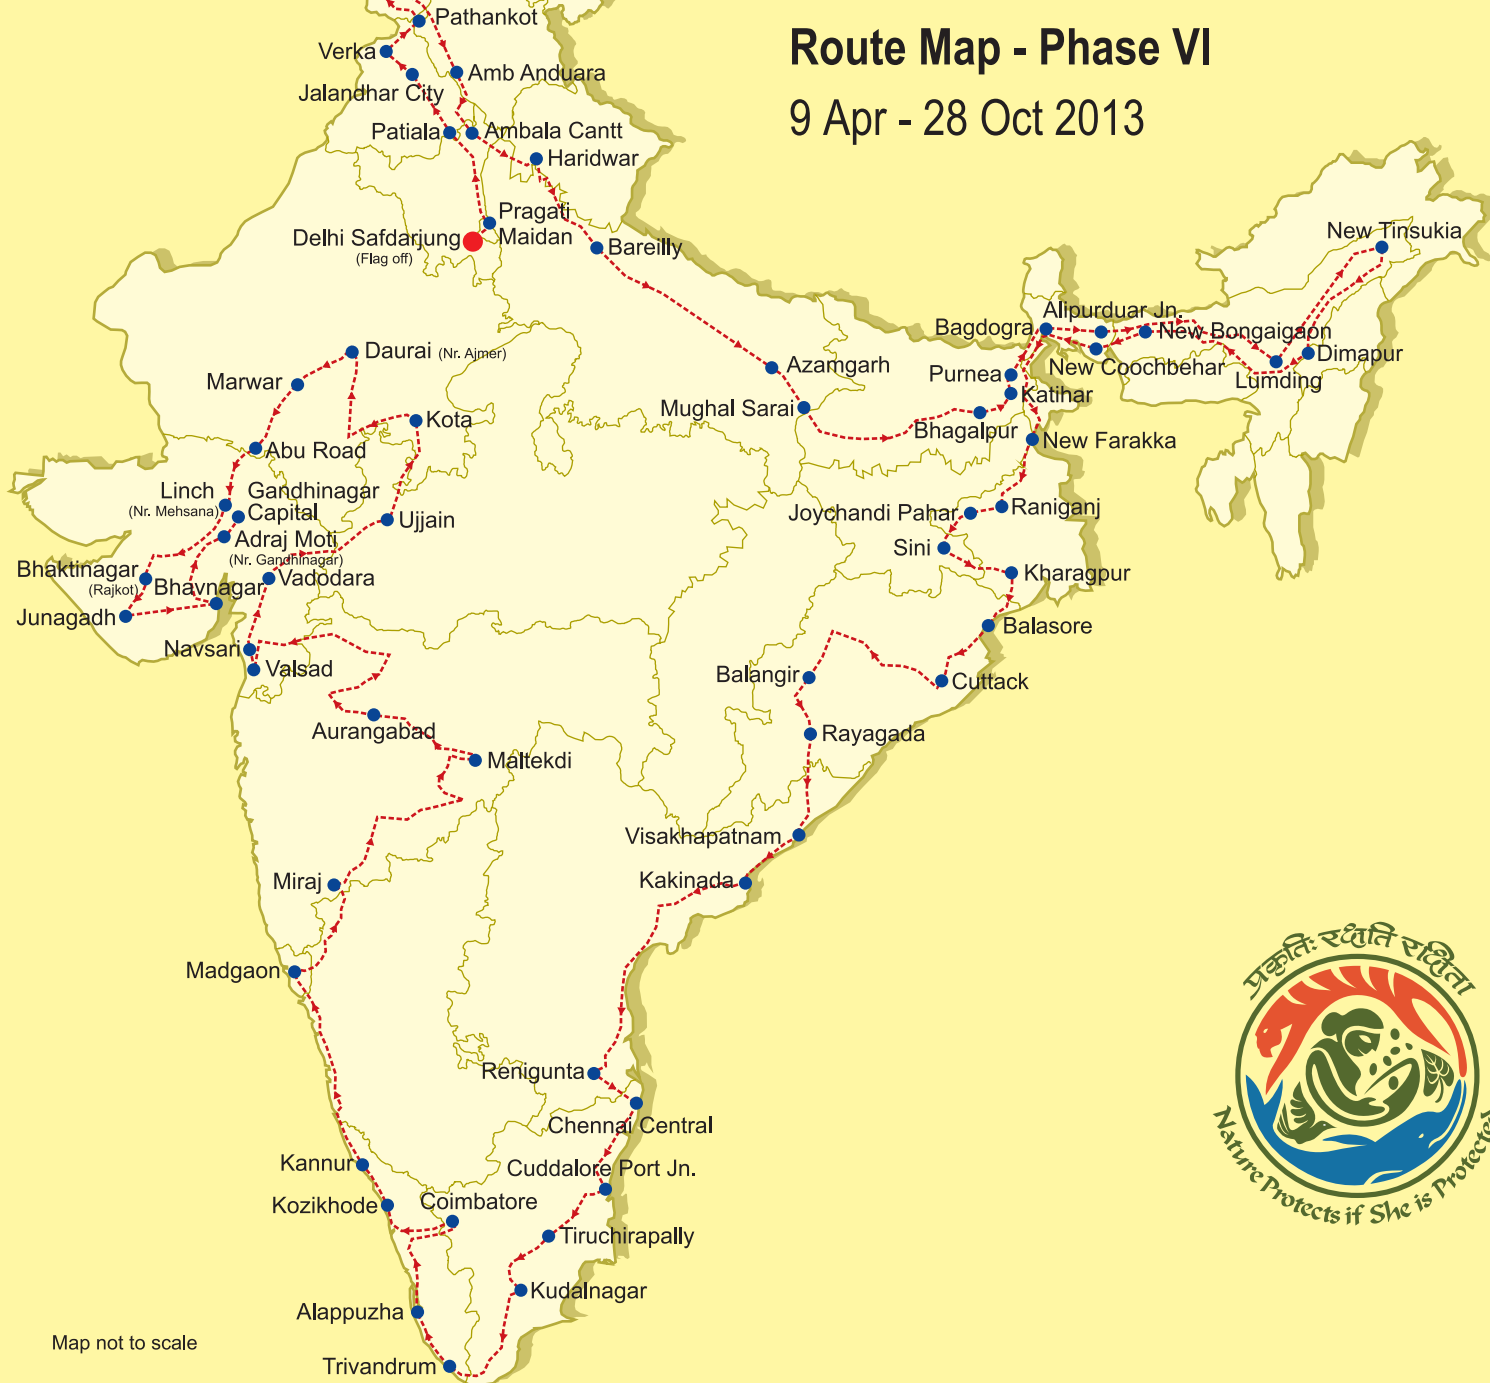 Route Map - Phase VI
9 Apr - 28 Oct 2013
Pathankot
Verka
Amb Anduara
Jalandhar City
Patiala
Ambala Cantt
Haridwar
Pragati
Maidan
Delhi Safdarjung
(Flag off)
Bareilly
New Tinsukia
Alipurduar Jn.
Bagdogra
New Bongaigaon
Daurai (Nr. Ajmer)
Dimapur
Azamgarh
New Coochbehar
Purnea
Lumding
Marwar
Katihar
Mughal Sarai
Kota
Bhagalpur
New Farakka
Abu Road
Linch
(Nr. Mehsana)
Gandhinagar
Capital
Raniganj
Joychandi Pahar
Ujjain
Adraj Moti
(Nr. Gandhinagar)
Sini
Bhaktinagar
(Rajkot)
Bhavnagar
Vadodara
Kharagpur
Junagadh
Balasore
Navsari
Valsad
Balangir
Cuttack
Aurangabad
Rayagada
Maltekdi
Visakhapatnam
Miraj
Kakinada
Madgaon
Renigunta
Chennai Central
Kannur
Cuddalore Port Jn.
Kozikhode
Coimbatore
Tiruchirapally
Kudalnagar
Alappuzha
Trivandrum
Map not to scale
प्रकृतिः रक्षति रक्षिता
Nature Protects if She is Protected